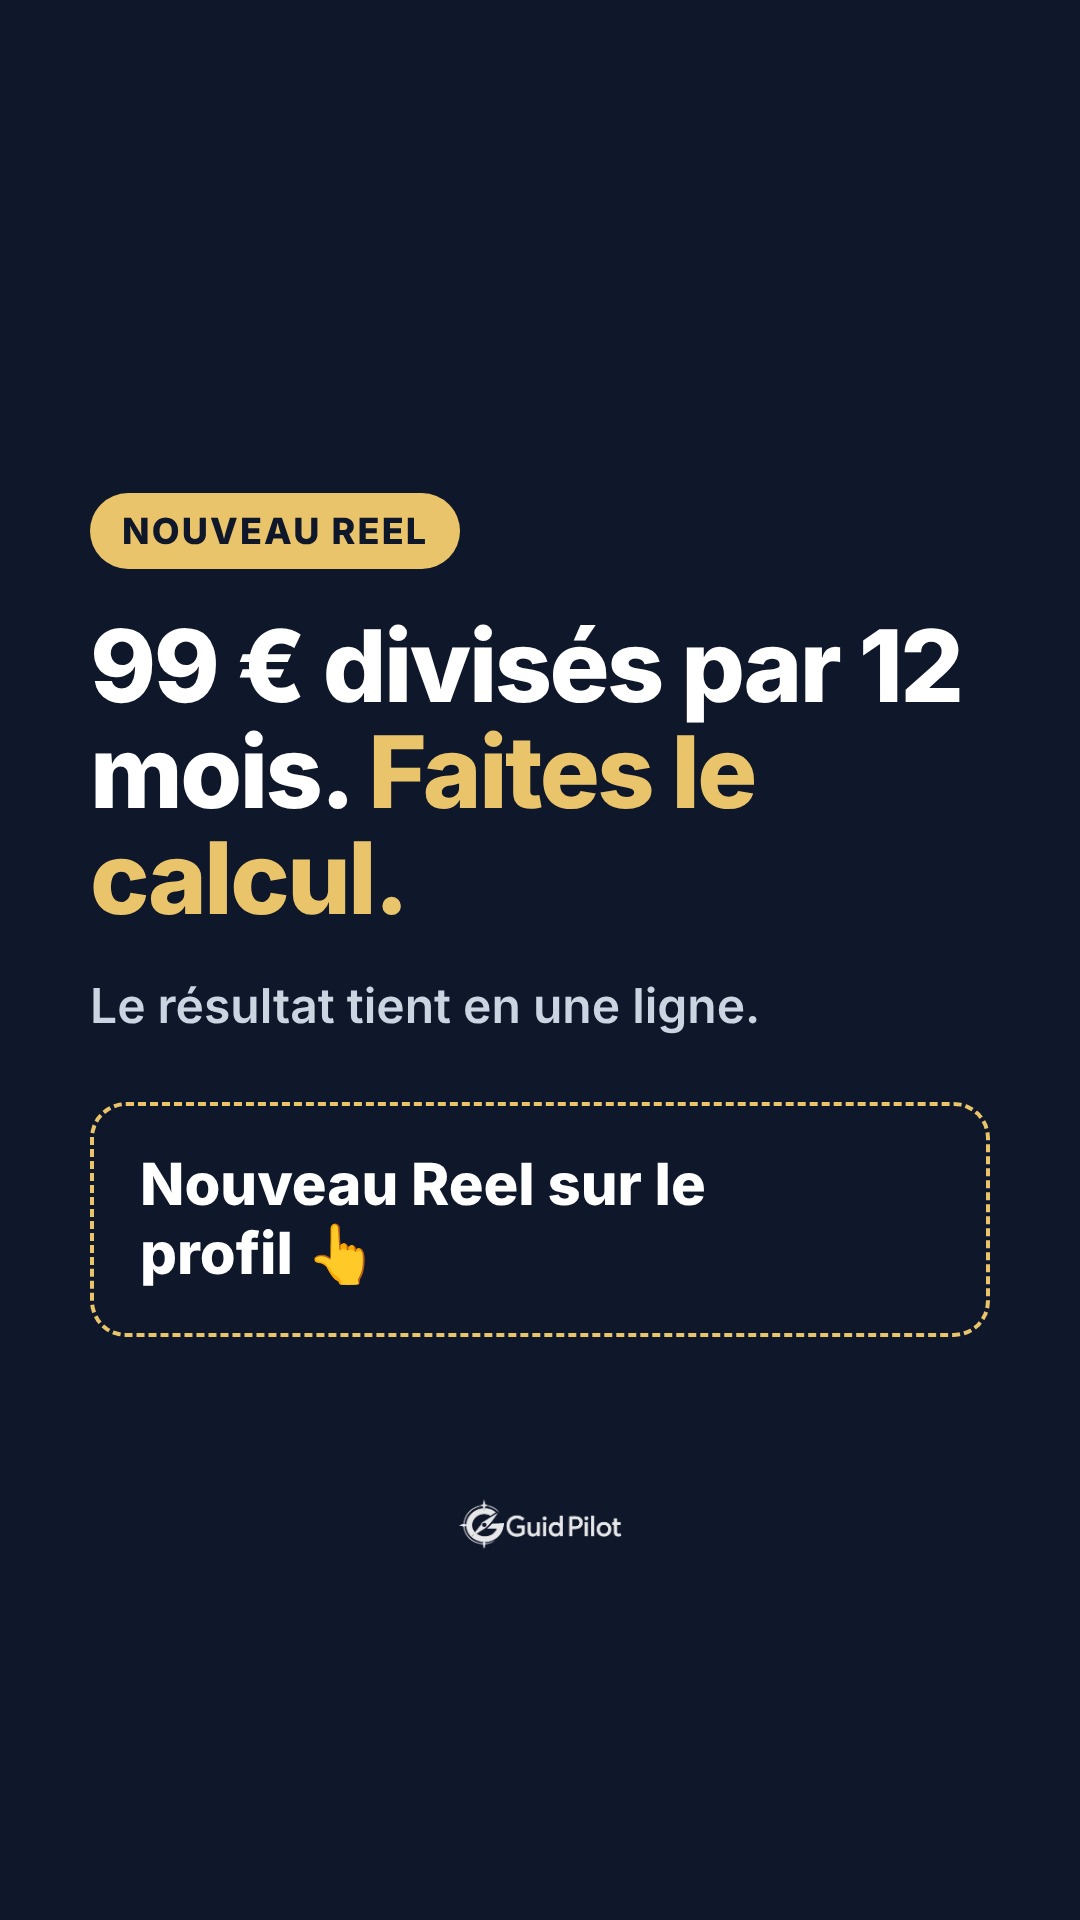 NOUVEAU REEL
99 € divisés par 12
mois. Faites le
calcul.
Le résultat tient en une ligne.
Nouveau Reel sur le
profil 👆
GuidPilot